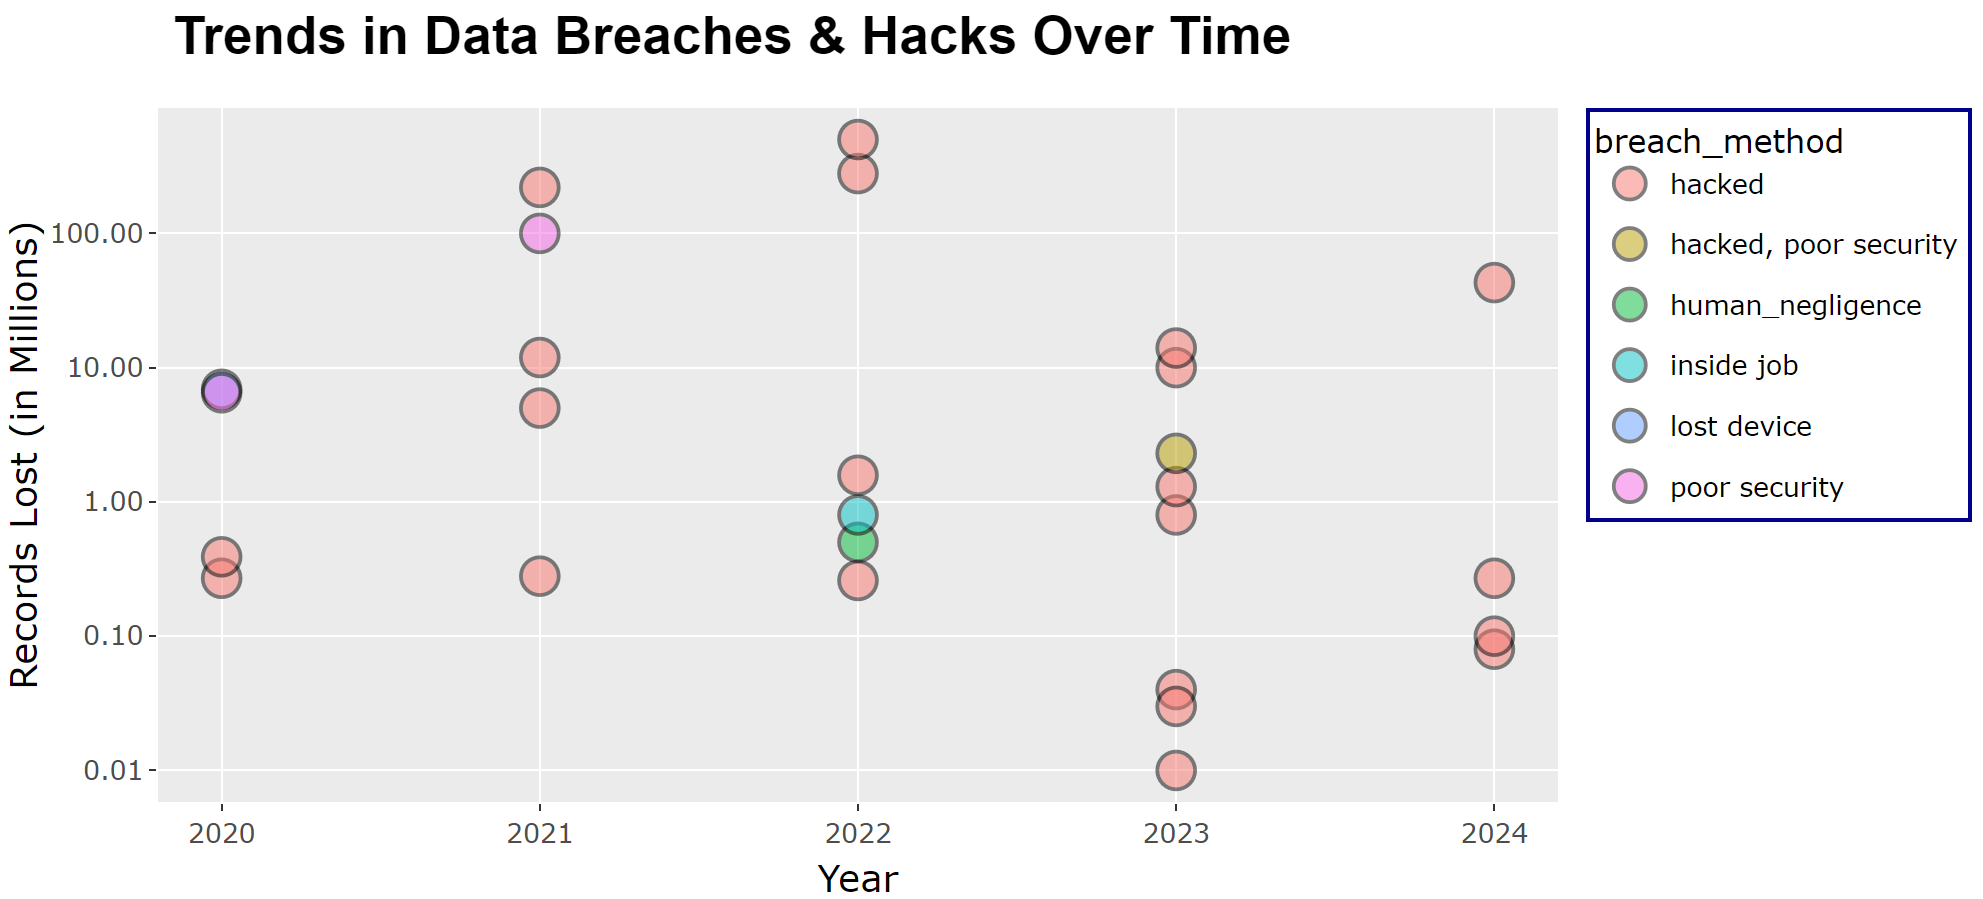 Trends in Data Breaches & Hacks Over Time
Records Lost (in Millions)
100.00
10.00
1.00
0.10
0.01
2020
2021
2022
2023
2024
Year
breach_method
hacked
hacked, poor security
human_negligence
inside job
lost device
poor security